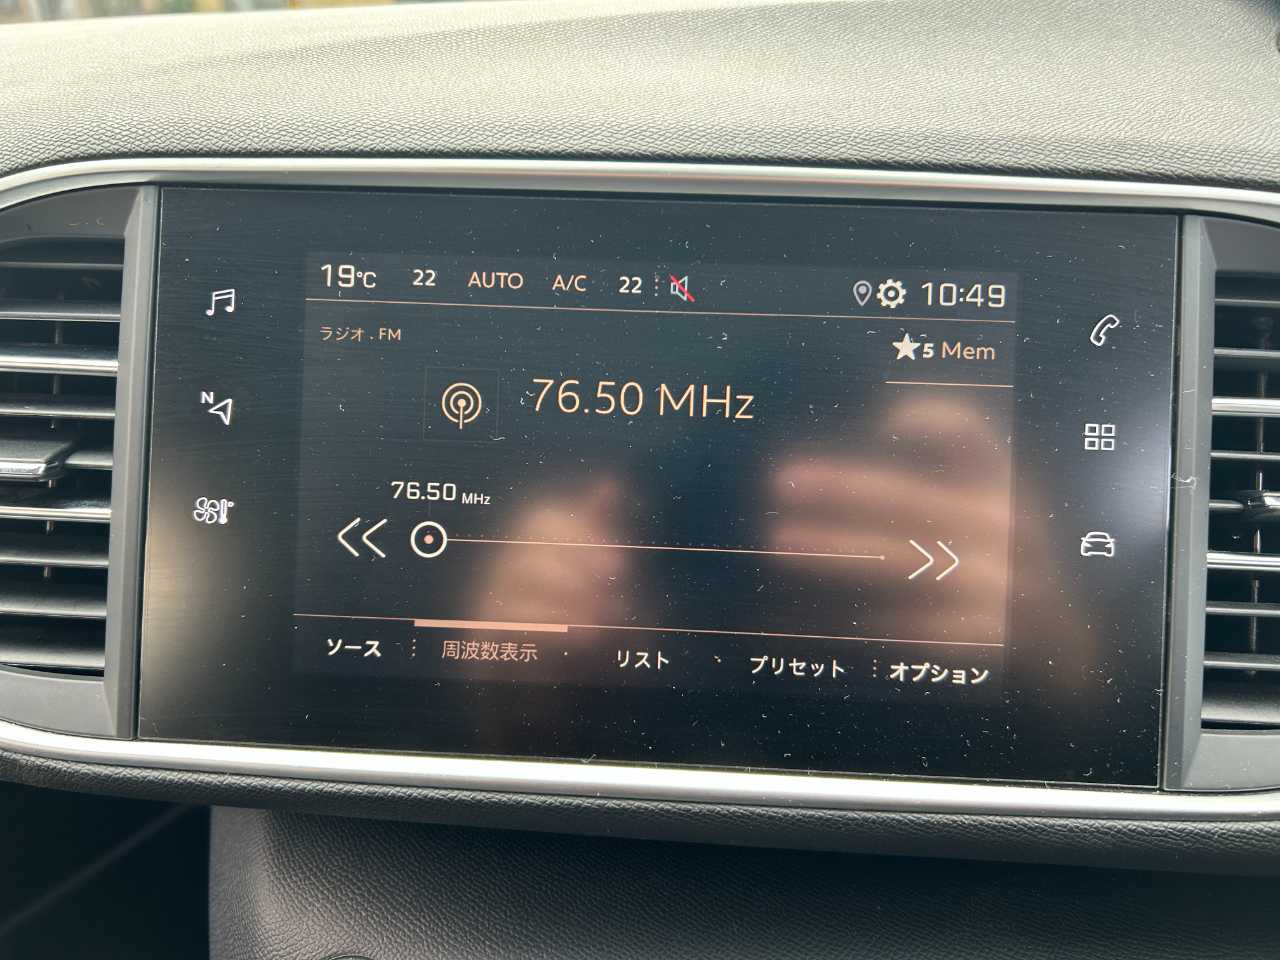 19°C 22 AUTO A/C 22 10:49
ラジオ . FM
5 Mem
76.50 MHz
N
76.50 MHz
ソース 周波数表示 リスト プリセット オプション